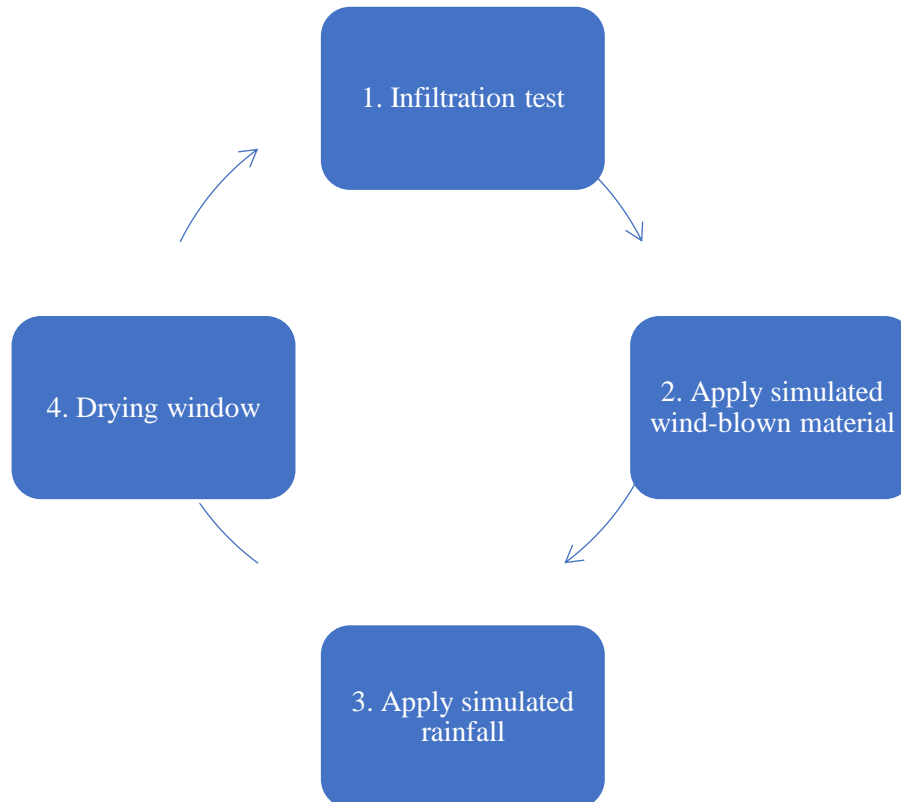 1. Infiltration test
2. Apply simulated
wind-blown material
3. Apply simulated
rainfall
4. Drying window